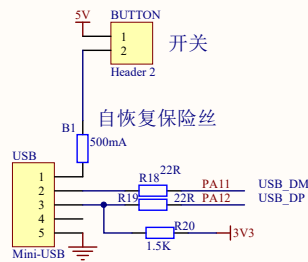 BUTTON
5V
1
2
开关
Header 2
自恢复保险丝
B1
500mA
USB
1
2
3
4
5
Mini-USB
R18
22R
PA11
USB_DM
R19
22R
PA12
USB_DP
R20
1.5K
3V3